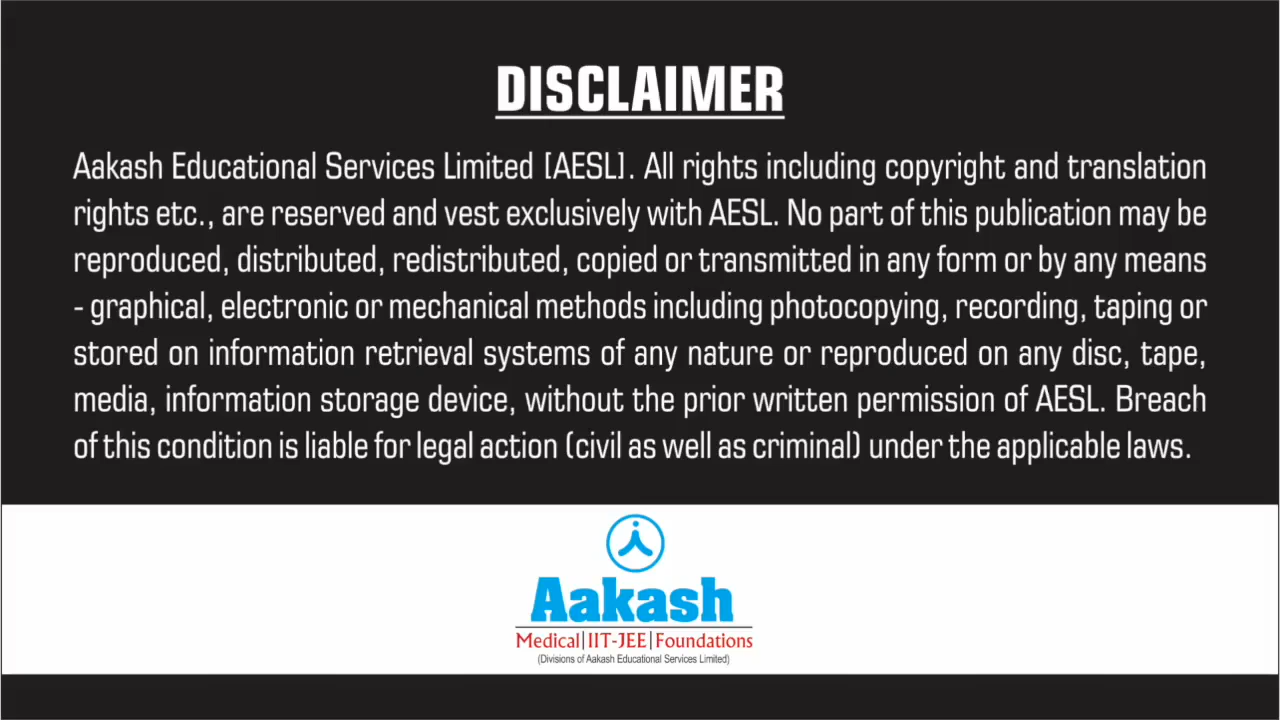 DISCLAIMER
Aakash Educational Services Limited [AESL]. All rights including copyright and translation
rights etc., are reserved and vest exclusively with AESL. No part of this publication may be
reproduced, distributed, redistributed, copied or transmitted in any form or by any means
- graphical, electronic or mechanical methods including photocopying, recording, taping or
stored on information retrieval systems of any nature or reproduced on any disc, tape,
media, information storage device, without the prior written permission of AESL. Breach
of this condition is liable for legal action (civil as well as criminal) under the applicable laws.
Aakash
Medical|IIT-JEE|Foundations
(Divisions of Aakash Educational Services Limited)